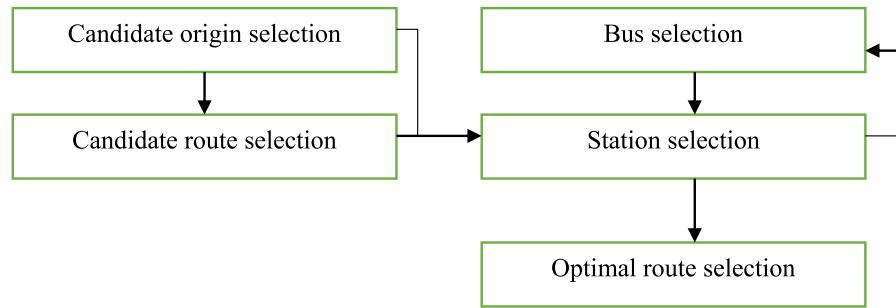 Candidate origin selection
Bus selection
Candidate route selection
Station selection
Optimal route selection